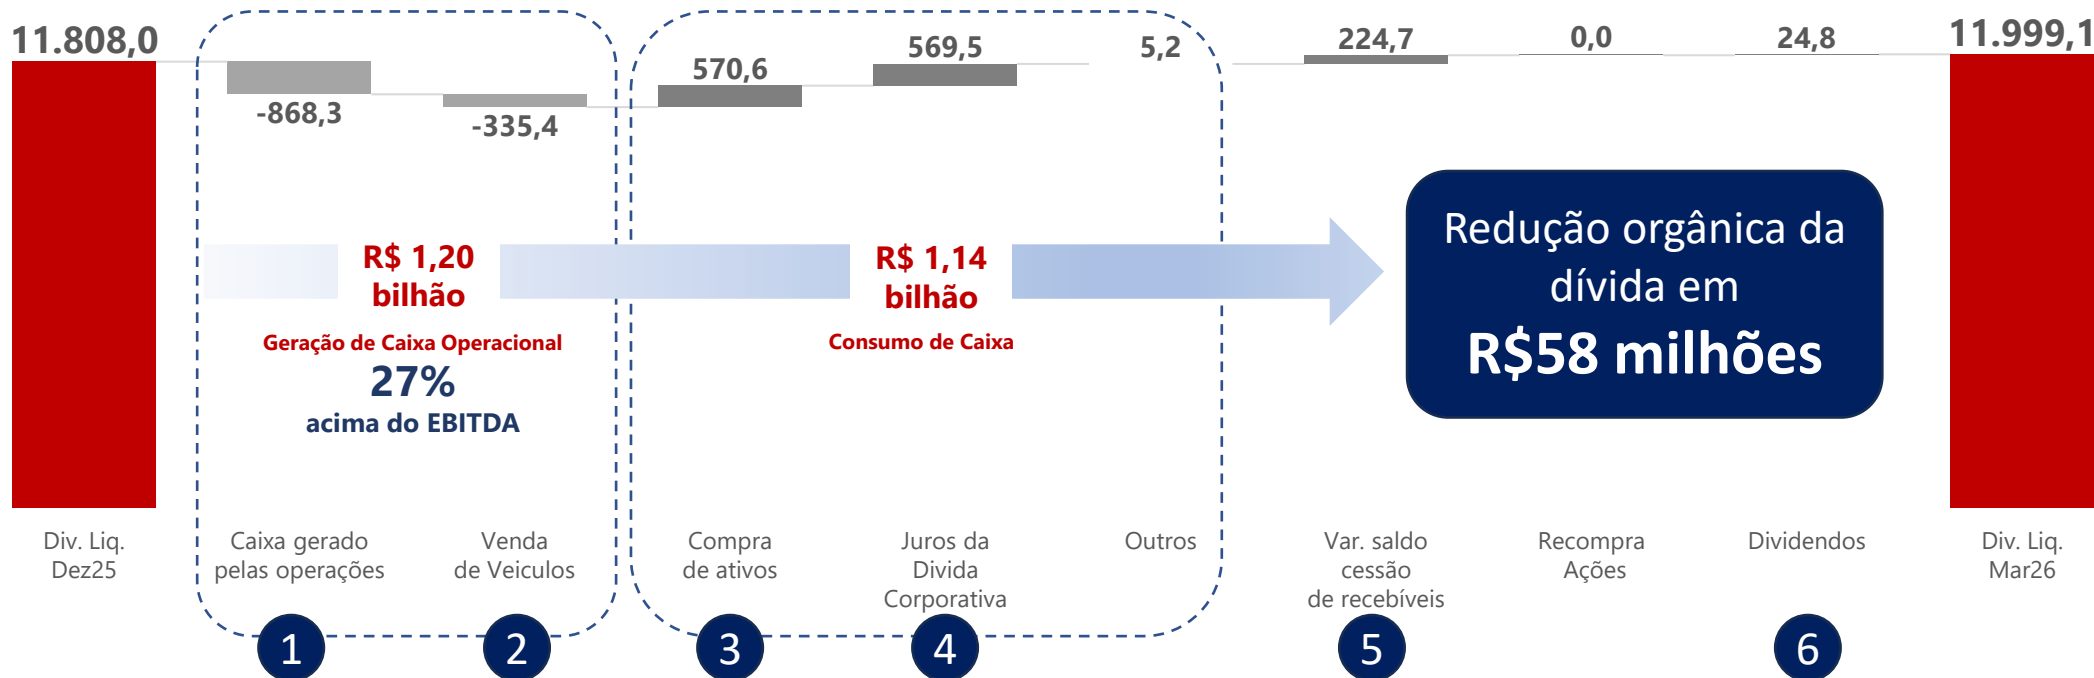 11.808,0
-868,3
-335,4
570,6
569,5
5,2
224,7
0,0
24,8
11.999,1
R$ 1,20
bilhão
Geração de Caixa Operacional
27%
acima do EBITDA
R$ 1,14
bilhão
Consumo de Caixa
Redução orgânica da
dívida em
R$58 milhões
Div. Liq.
Dez25
Caixa gerado
pelas operações
Venda
de Veiculos
Compra
de ativos
Juros da
Divida
Corporativa
Outros
Var. saldo
cessão
de recebíveis
Recompra
Ações
Dividendos
Div. Liq.
Mar26
1
2
3
4
5
6